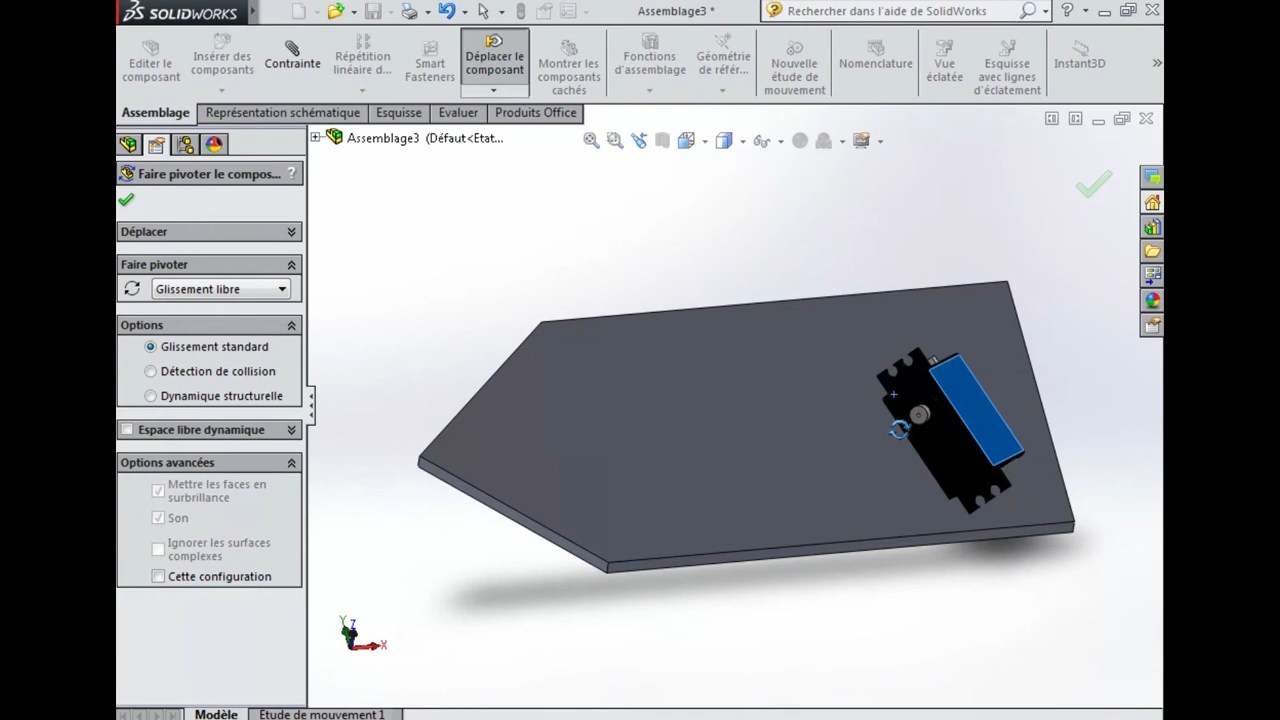 SOLIDWORKS
Assemblage3 *
Rechercher dans l'aide de SolidWorks
Editer le composant
Insérer des composants
Contrainte
Répétition linéaire d...
Smart Fasteners
Déplacer le composant
Montrer les composants cachés
Fonctions d'assemblage
Géométrie de référ...
Nouvelle étude de mouvement
Nomenclature
Vue éclatée
Esquisse avec lignes d'éclatement
Instant3D
Assemblage
Représentation schématique
Esquisse
Evaluer
Produits Office
Assemblage3 (Défaut<Etat...
Faire pivoter le compos...
?
Déplacer
Faire pivoter
Glissement libre
Options
Glissement standard
Détection de collision
Dynamique structurelle
Espace libre dynamique
Options avancées
Mettre les faces en
surbrillance
Son
Ignorer les surfaces
complexes
Cette configuration
Y
Z
X
Modèle
Etude de mouvement 1